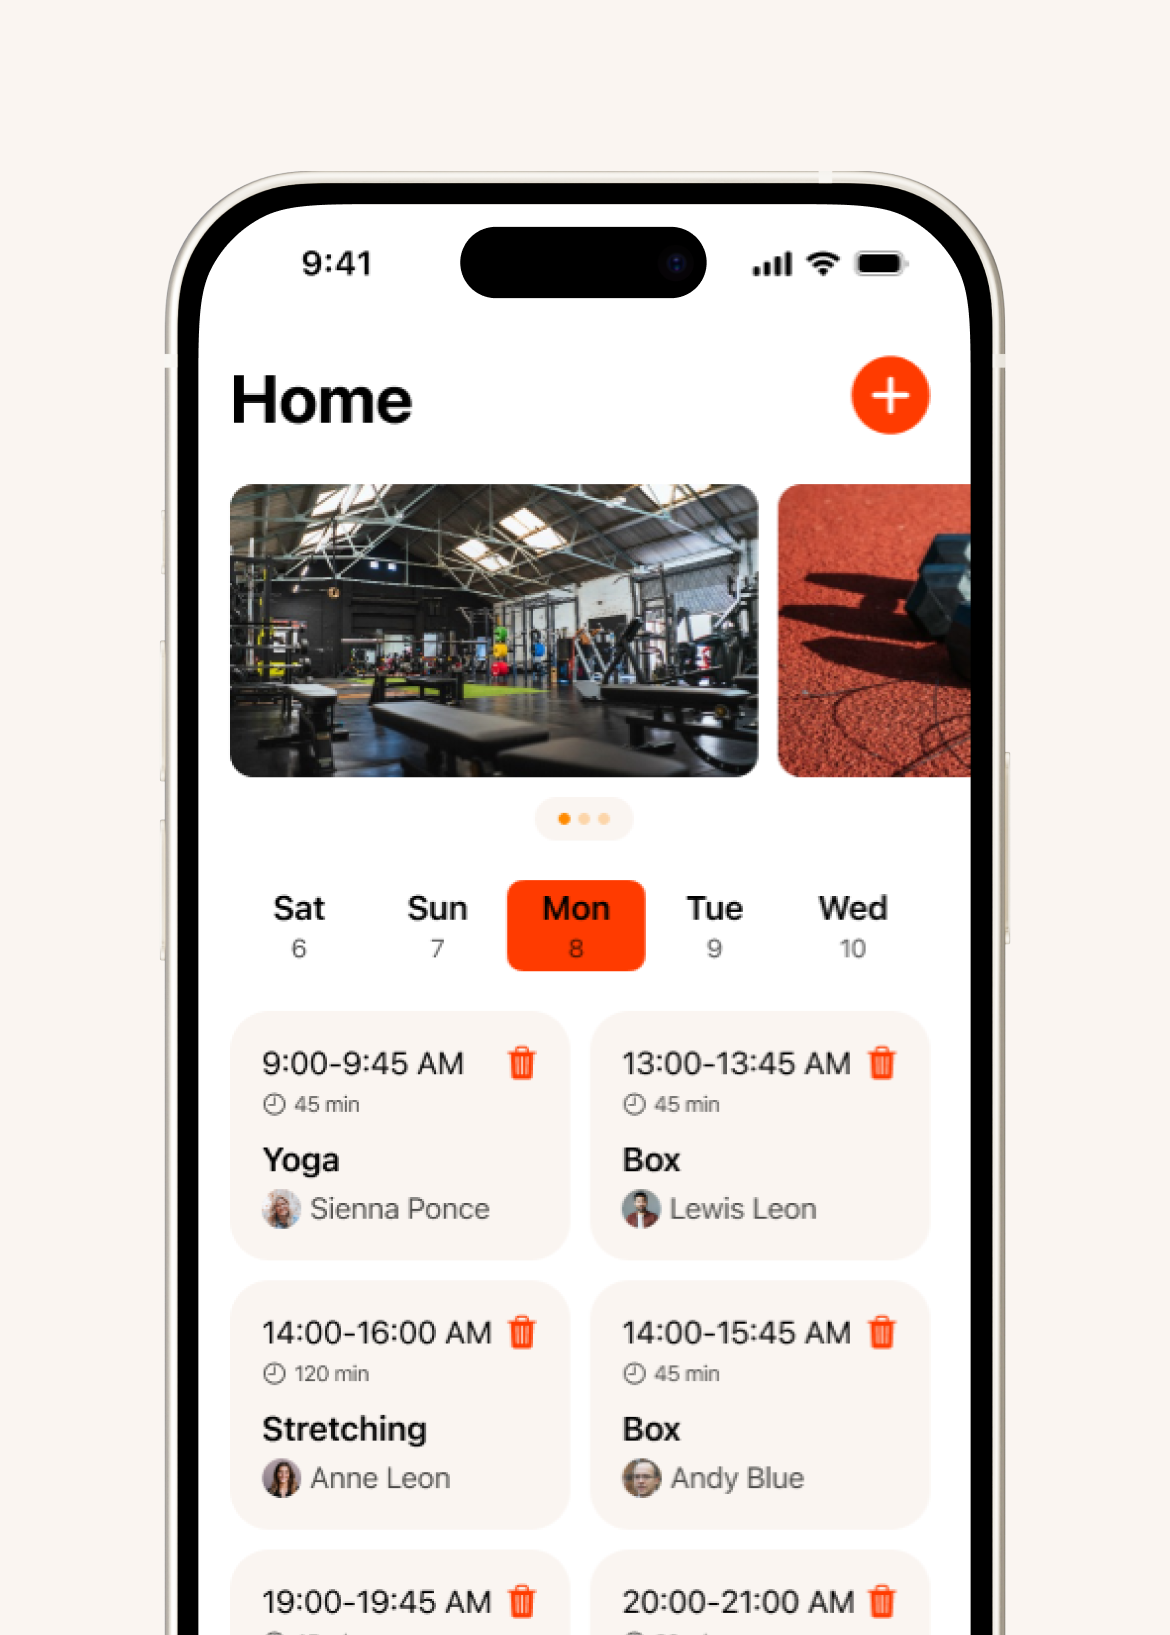 9:41
Home
Sat Sun Mon Tue Wed
6 7 8 9 10
9:00-9:45 AM
45 min
Yoga
Sienna Ponce
13:00-13:45 AM
45 min
Box
Lewis Leon
14:00-16:00 AM
120 min
Stretching
Anne Leon
14:00-15:45 AM
45 min
Box
Andy Blue
19:00-19:45 AM
20:00-21:00 AM